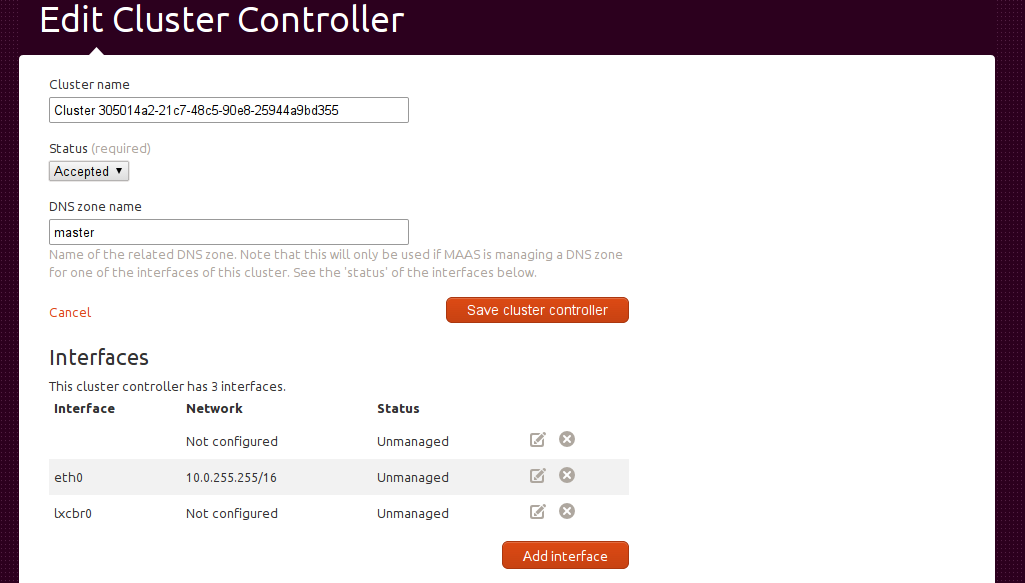 Edit Cluster Controller
Cluster name
Cluster 305014a2-21c7-48c5-90e8-25944a9bd355
Status (required)
Accepted ▼
DNS zone name
master
Name of the related DNS zone. Note that this will only be used if MAAS is managing a DNS zone
for one of the interfaces of this cluster. See the 'status' of the interfaces below.
Cancel Save cluster controller
Interfaces
This cluster controller has 3 interfaces.
Interface Network Status
Not configured Unmanaged
eth0 10.0.255.255/16 Unmanaged
lxcbr0 Not configured Unmanaged
Add interface